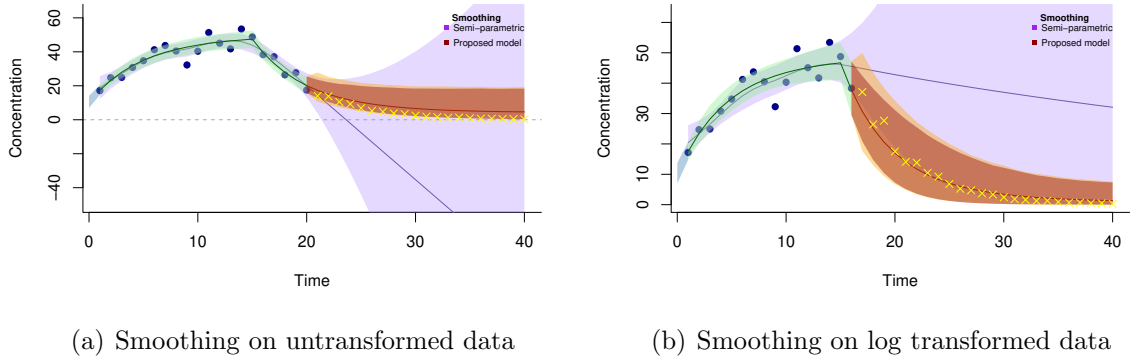 Smoothing
Semi-parametric
Proposed model
Concentration
60
40
20
0
−40
0
10
20
30
40
Time
(a) Smoothing on untransformed data
Smoothing
Semi-parametric
Proposed model
Concentration
50
30
10
0
0
10
20
30
40
Time
(b) Smoothing on log transformed data